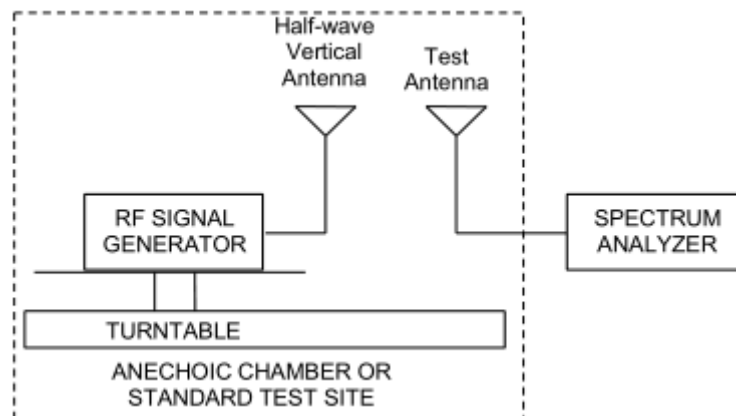 Half-wave
Vertical
Antenna
Test
Antenna
RF SIGNAL
GENERATOR
SPECTRUM
ANALYZER
TURNTABLE
ANECHOIC CHAMBER OR
STANDARD TEST SITE